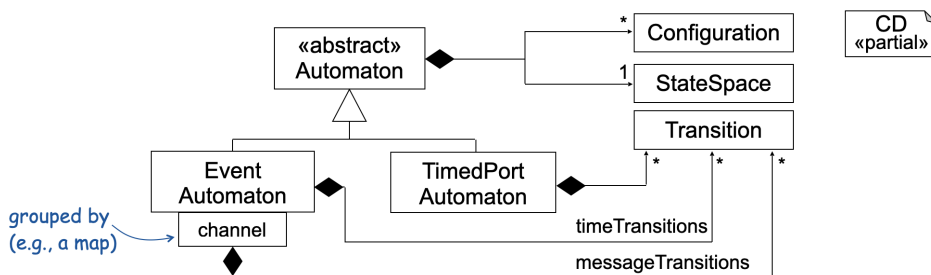 *
Configuration
CD
«partial»
«abstract»
Automaton
1
StateSpace
Transition
*
*
*
Event
Automaton
TimedPort
Automaton
grouped by
(e.g., a map)
channel
timeTransitions
messageTransitions